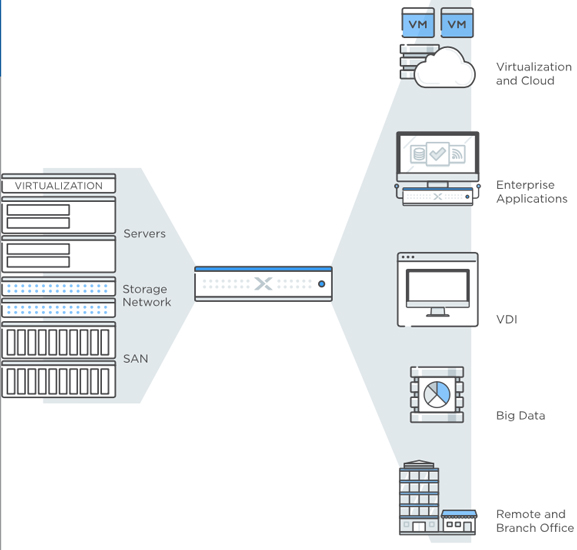 VM VM
Virtualization
and Cloud
Enterprise
Applications
VIRTUALIZATION
Servers
Storage
Network
SAN
X
VDI
Big Data
Remote and
Branch Office